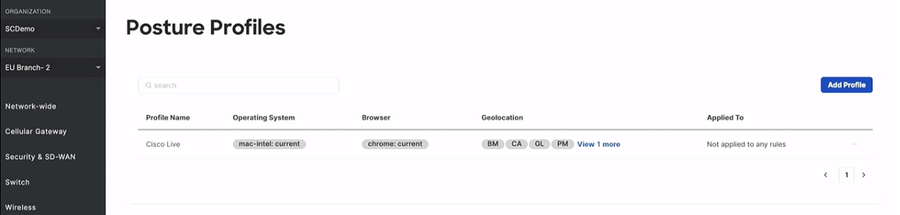 ORGANIZATION
SCDemo
NETWORK
EU Branch- 2
Network-wide
Cellular Gateway
Security & SD-WAN
Switch
Wireless
Posture Profiles
search
Add Profile
Profile Name Operating System Browser Geolocation Applied To
Cisco Live mac-intel: current chrome: current BM CA GL PM View 1 more Not applied to any rules
1